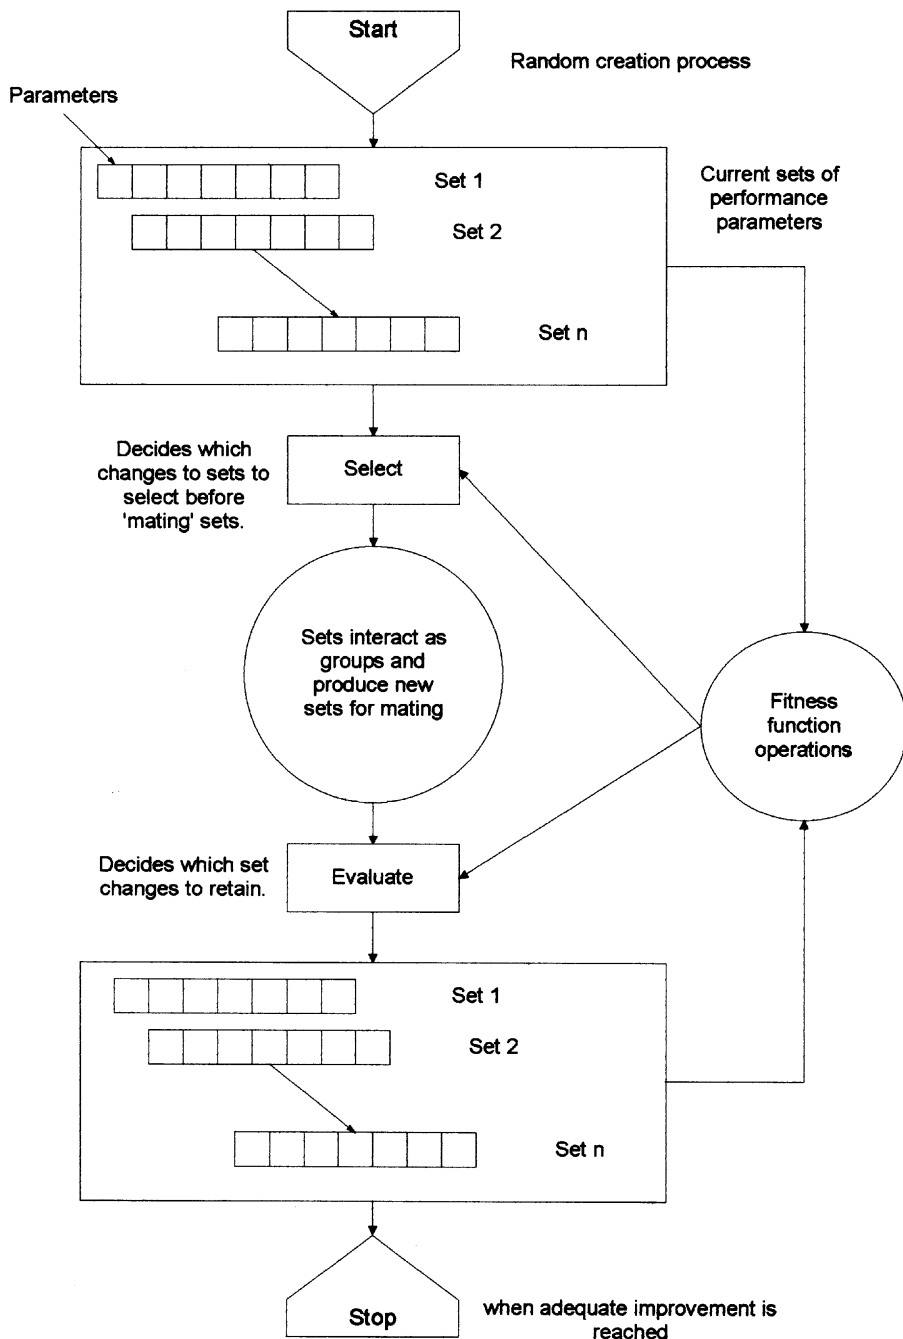 Start
Random creation process
Parameters
Set 1
Current sets of
performance
parameters
Set 2
Set n
Decides which
changes to sets to
select before
'mating' sets.
Select
Sets interact as
groups and
produce new
sets for mating
Fitness
function
operations
Decides which set
changes to retain.
Evaluate
Set 1
Set 2
Set n
Stop
when adequate improvement is
reached